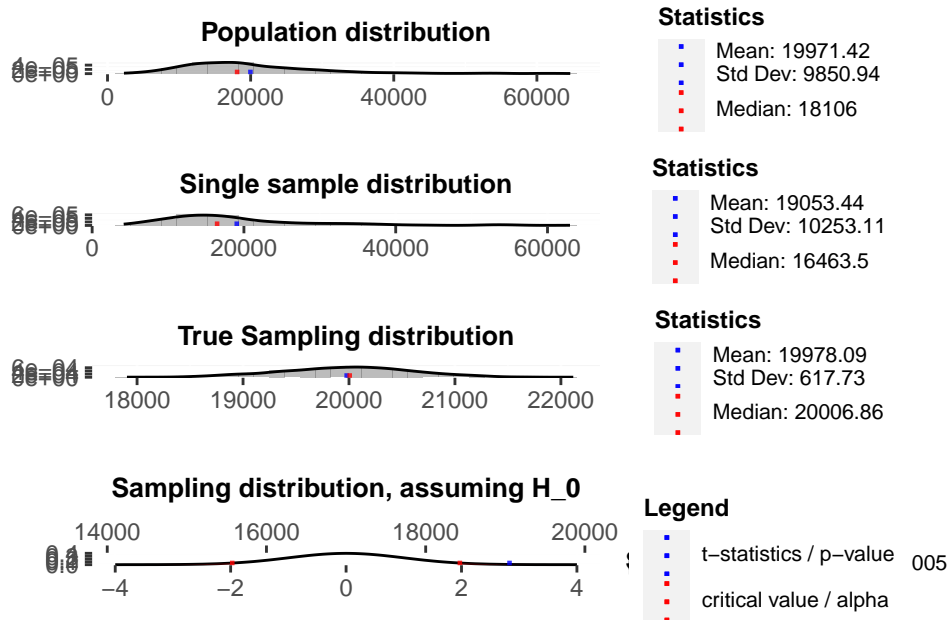 Population distribution
0
20000
40000
60000
Statistics
Mean: 19971.42
Std Dev: 9850.94
Median: 18106
Single sample distribution
0
20000
40000
60000
Statistics
Mean: 19053.44
Std Dev: 10253.11
Median: 16463.5
True Sampling distribution
18000
19000
20000
21000
22000
Statistics
Mean: 19978.09
Std Dev: 617.73
Median: 20006.86
Sampling distribution, assuming H_0
14000
16000
18000
20000
−4
−2
0
2
4
Legend
t−statistics / p−value
critical value / alpha
005